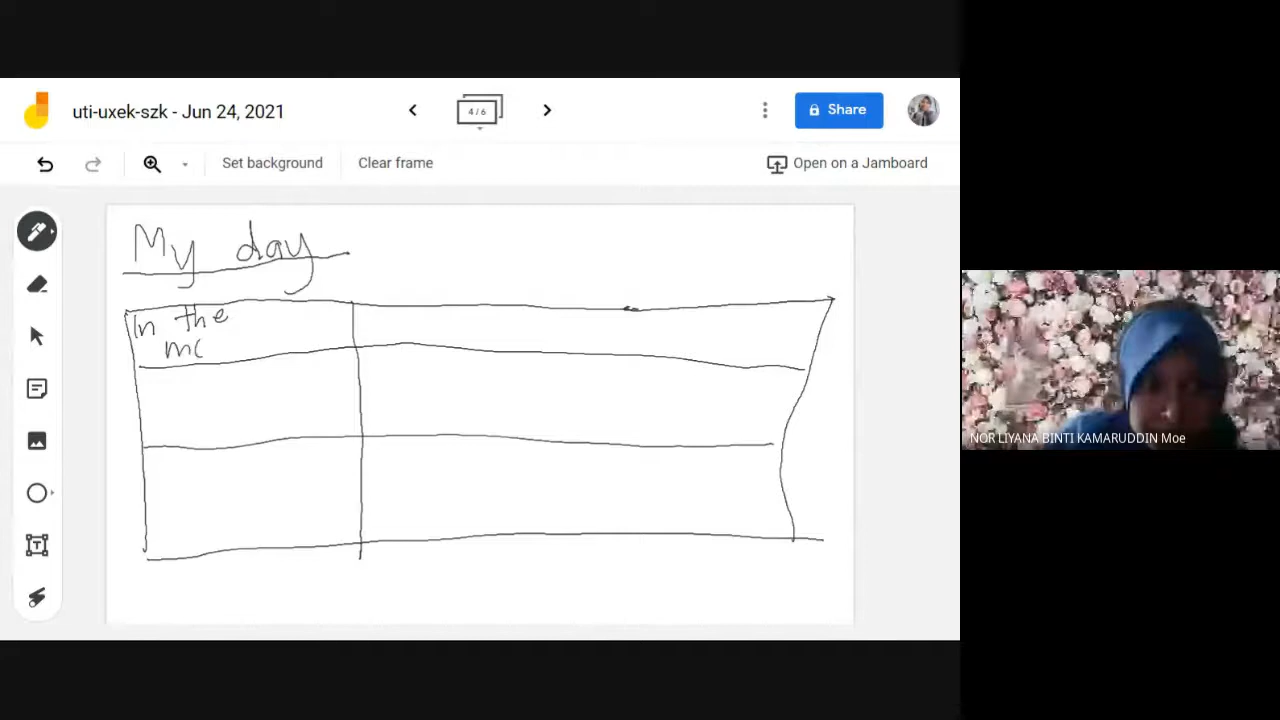 uti-uxek-szk - Jun 24, 2021
4 / 6
Share
Set background
Clear frame
Open on a Jamboard
My day
In the
mc
T
NOR LIYANA BINTI KAMARUDDIN Moe